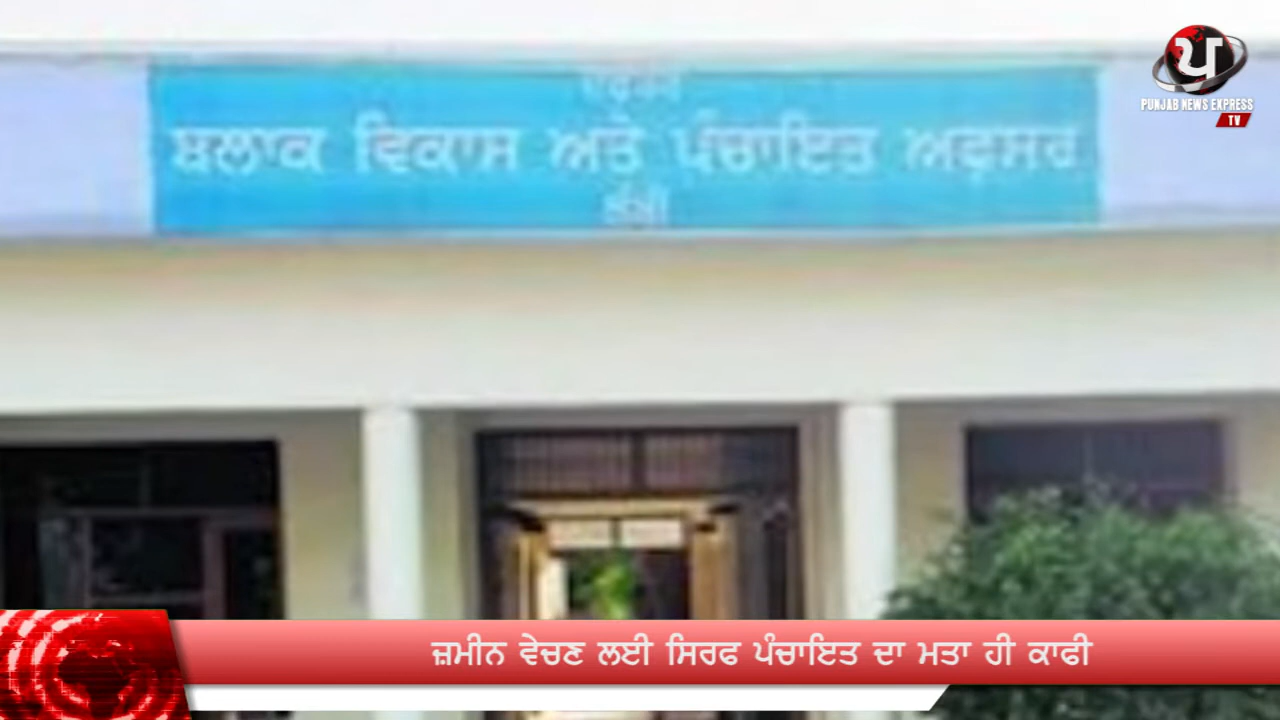 ਪ
PUNJAB NEWS EXPRESS
TV
ਬਲਾਕ ਵਿਕਾਸ ਅਤੇ ਪੰਚਾਇਤ ਅਫ਼ਸਰ
ਜ਼ਮੀਨ ਵੇਚਣ ਲਈ ਸਿਰਫ ਪੰਚਾਇਤ ਦਾ ਮਤਾ ਹੀ ਕਾਫੀ